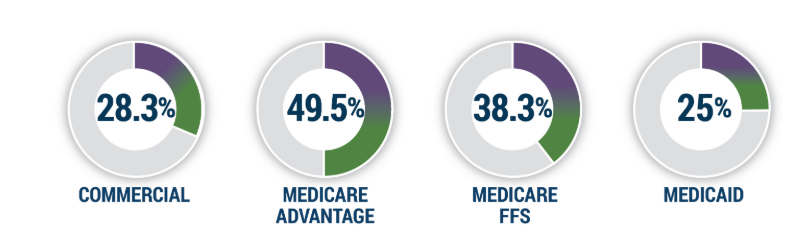 28.3%
COMMERCIAL
49.5%
MEDICARE
ADVANTAGE
38.3%
MEDICARE
FFS
25%
MEDICAID